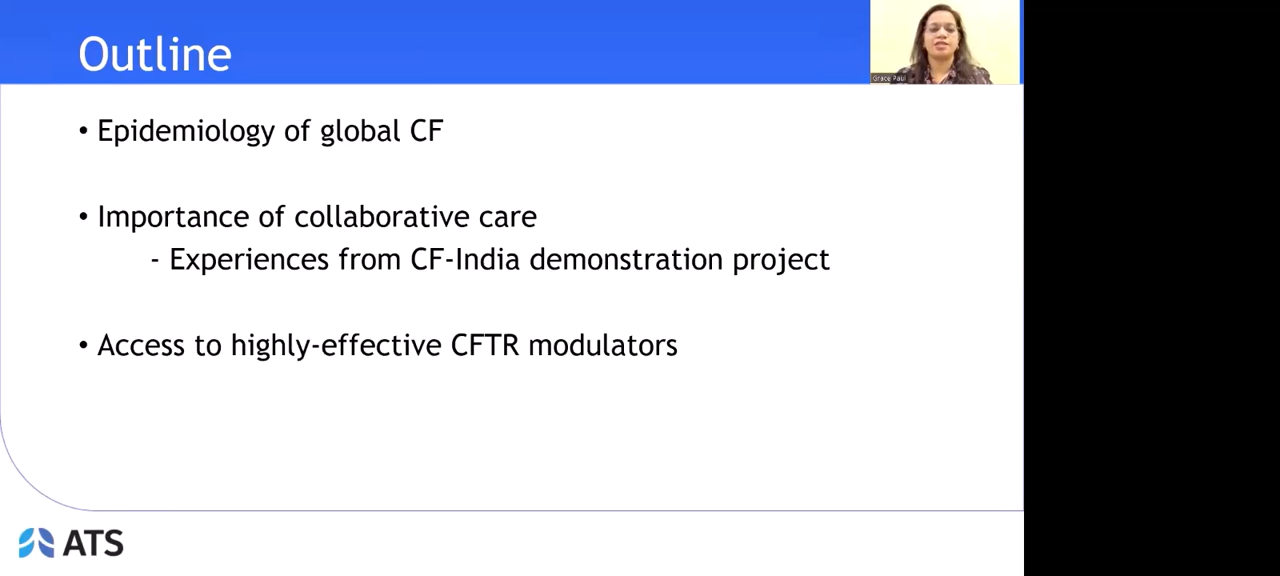 Outline
Grace Paul
• Epidemiology of global CF
• Importance of collaborative care
- Experiences from CF-India demonstration project
• Access to highly-effective CFTR modulators
ATS